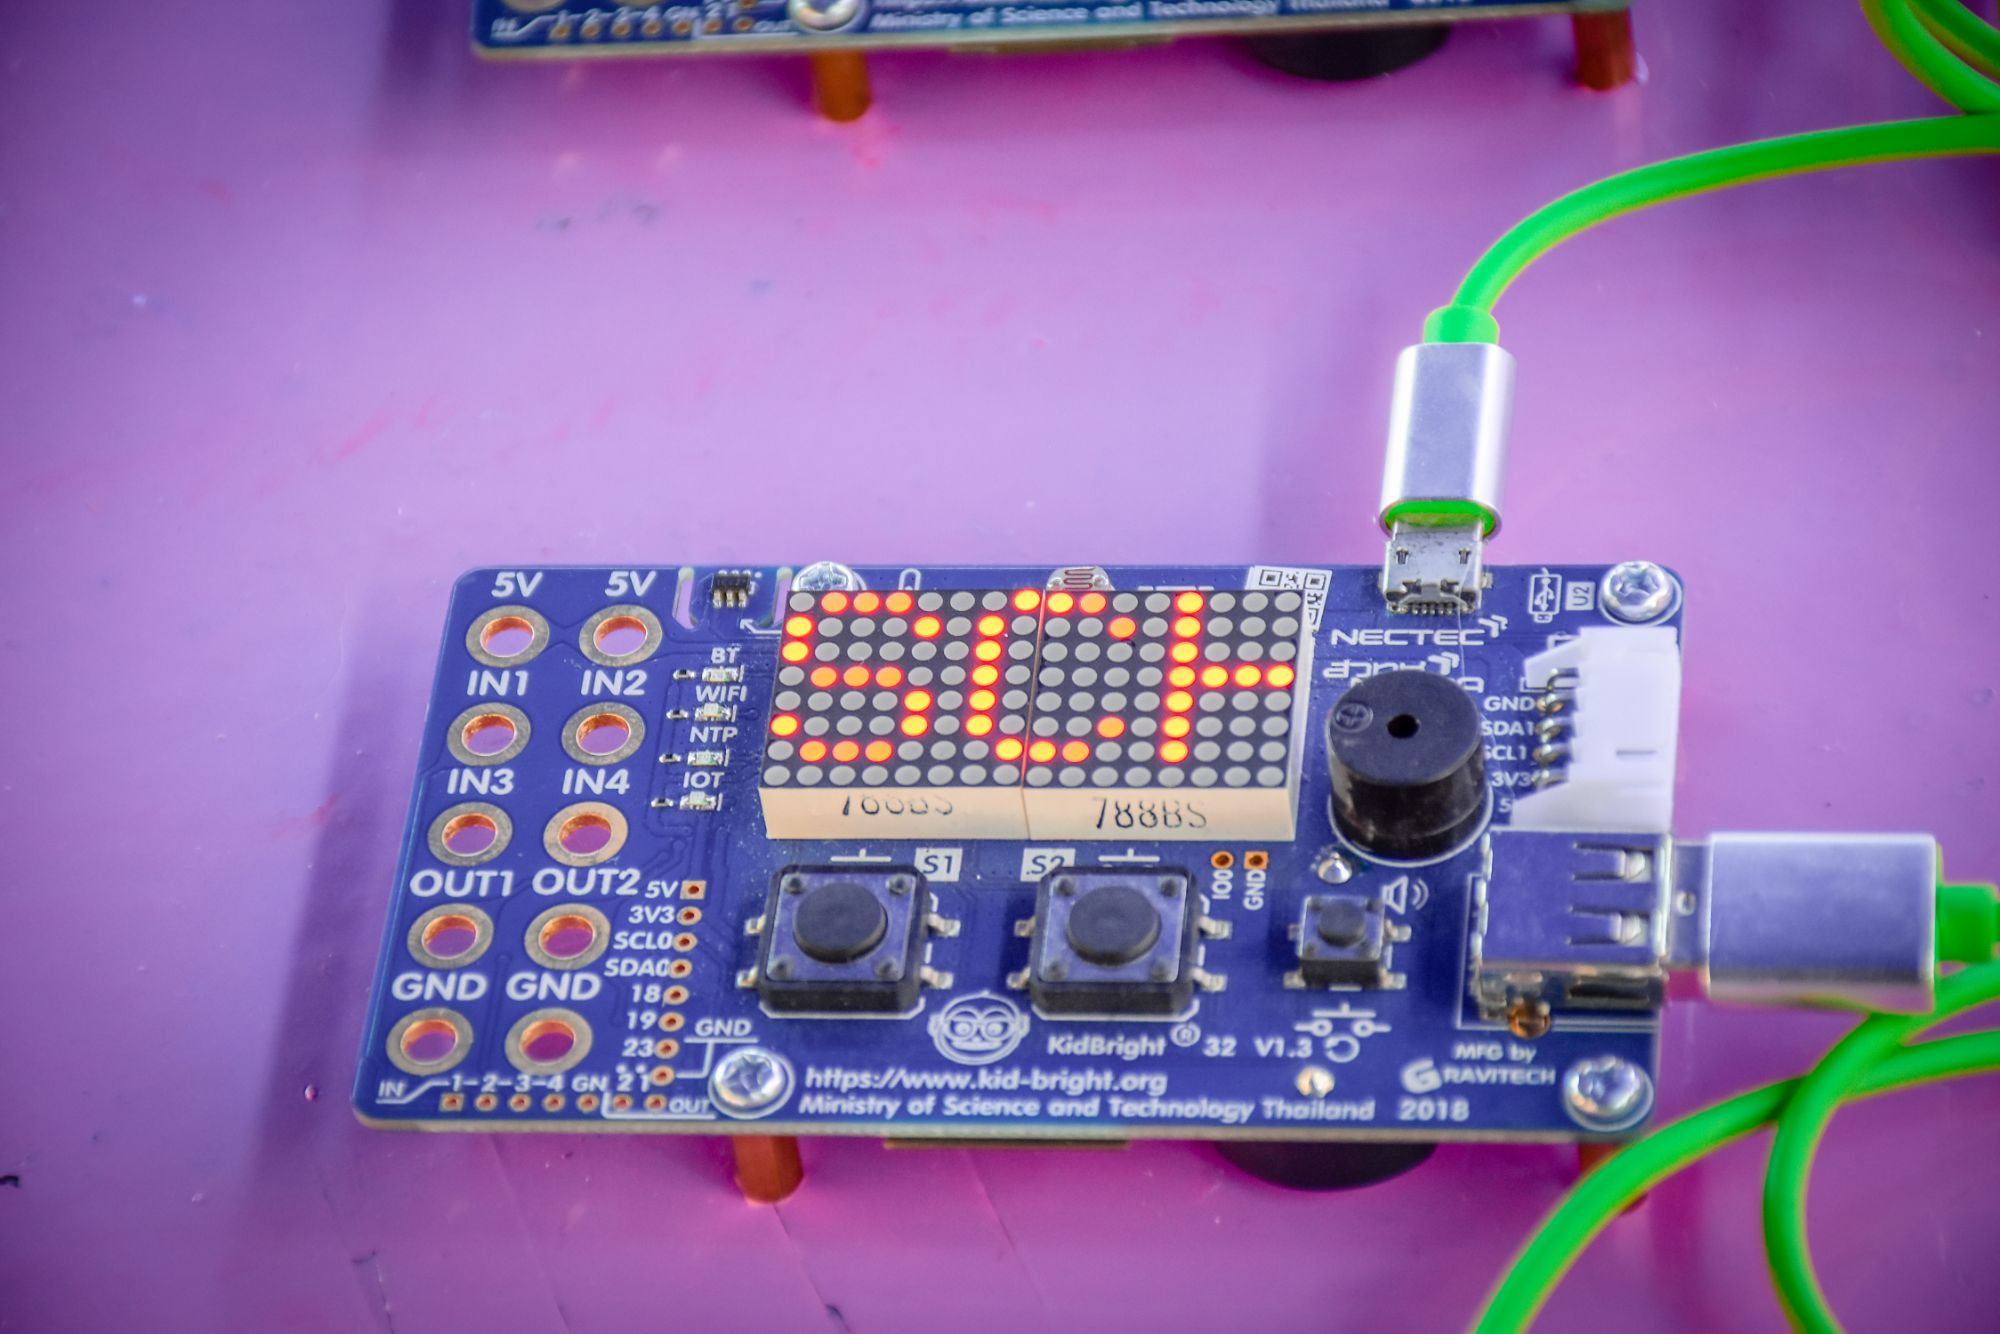 Ministry of Science and Technology Thailand
5V 5V
IN1 IN2
IN3 IN4
OUT1 OUT2
GND GND
BT
WIFI
NTP
IOT
SCH
788BS 788BS
NECTEC
U2
GND
SDA1
SCL1
3V3
S1 S2
IO0
GND
5V
3V3
SCL0
SDA0
18
19
23
GND
IN 1-2-3-4 GN 21
OUT
KidBright® 32 V1.3
https://www.kid-bright.org
Ministry of Science and Technology Thailand 2018
MFG by
GRAVITECH